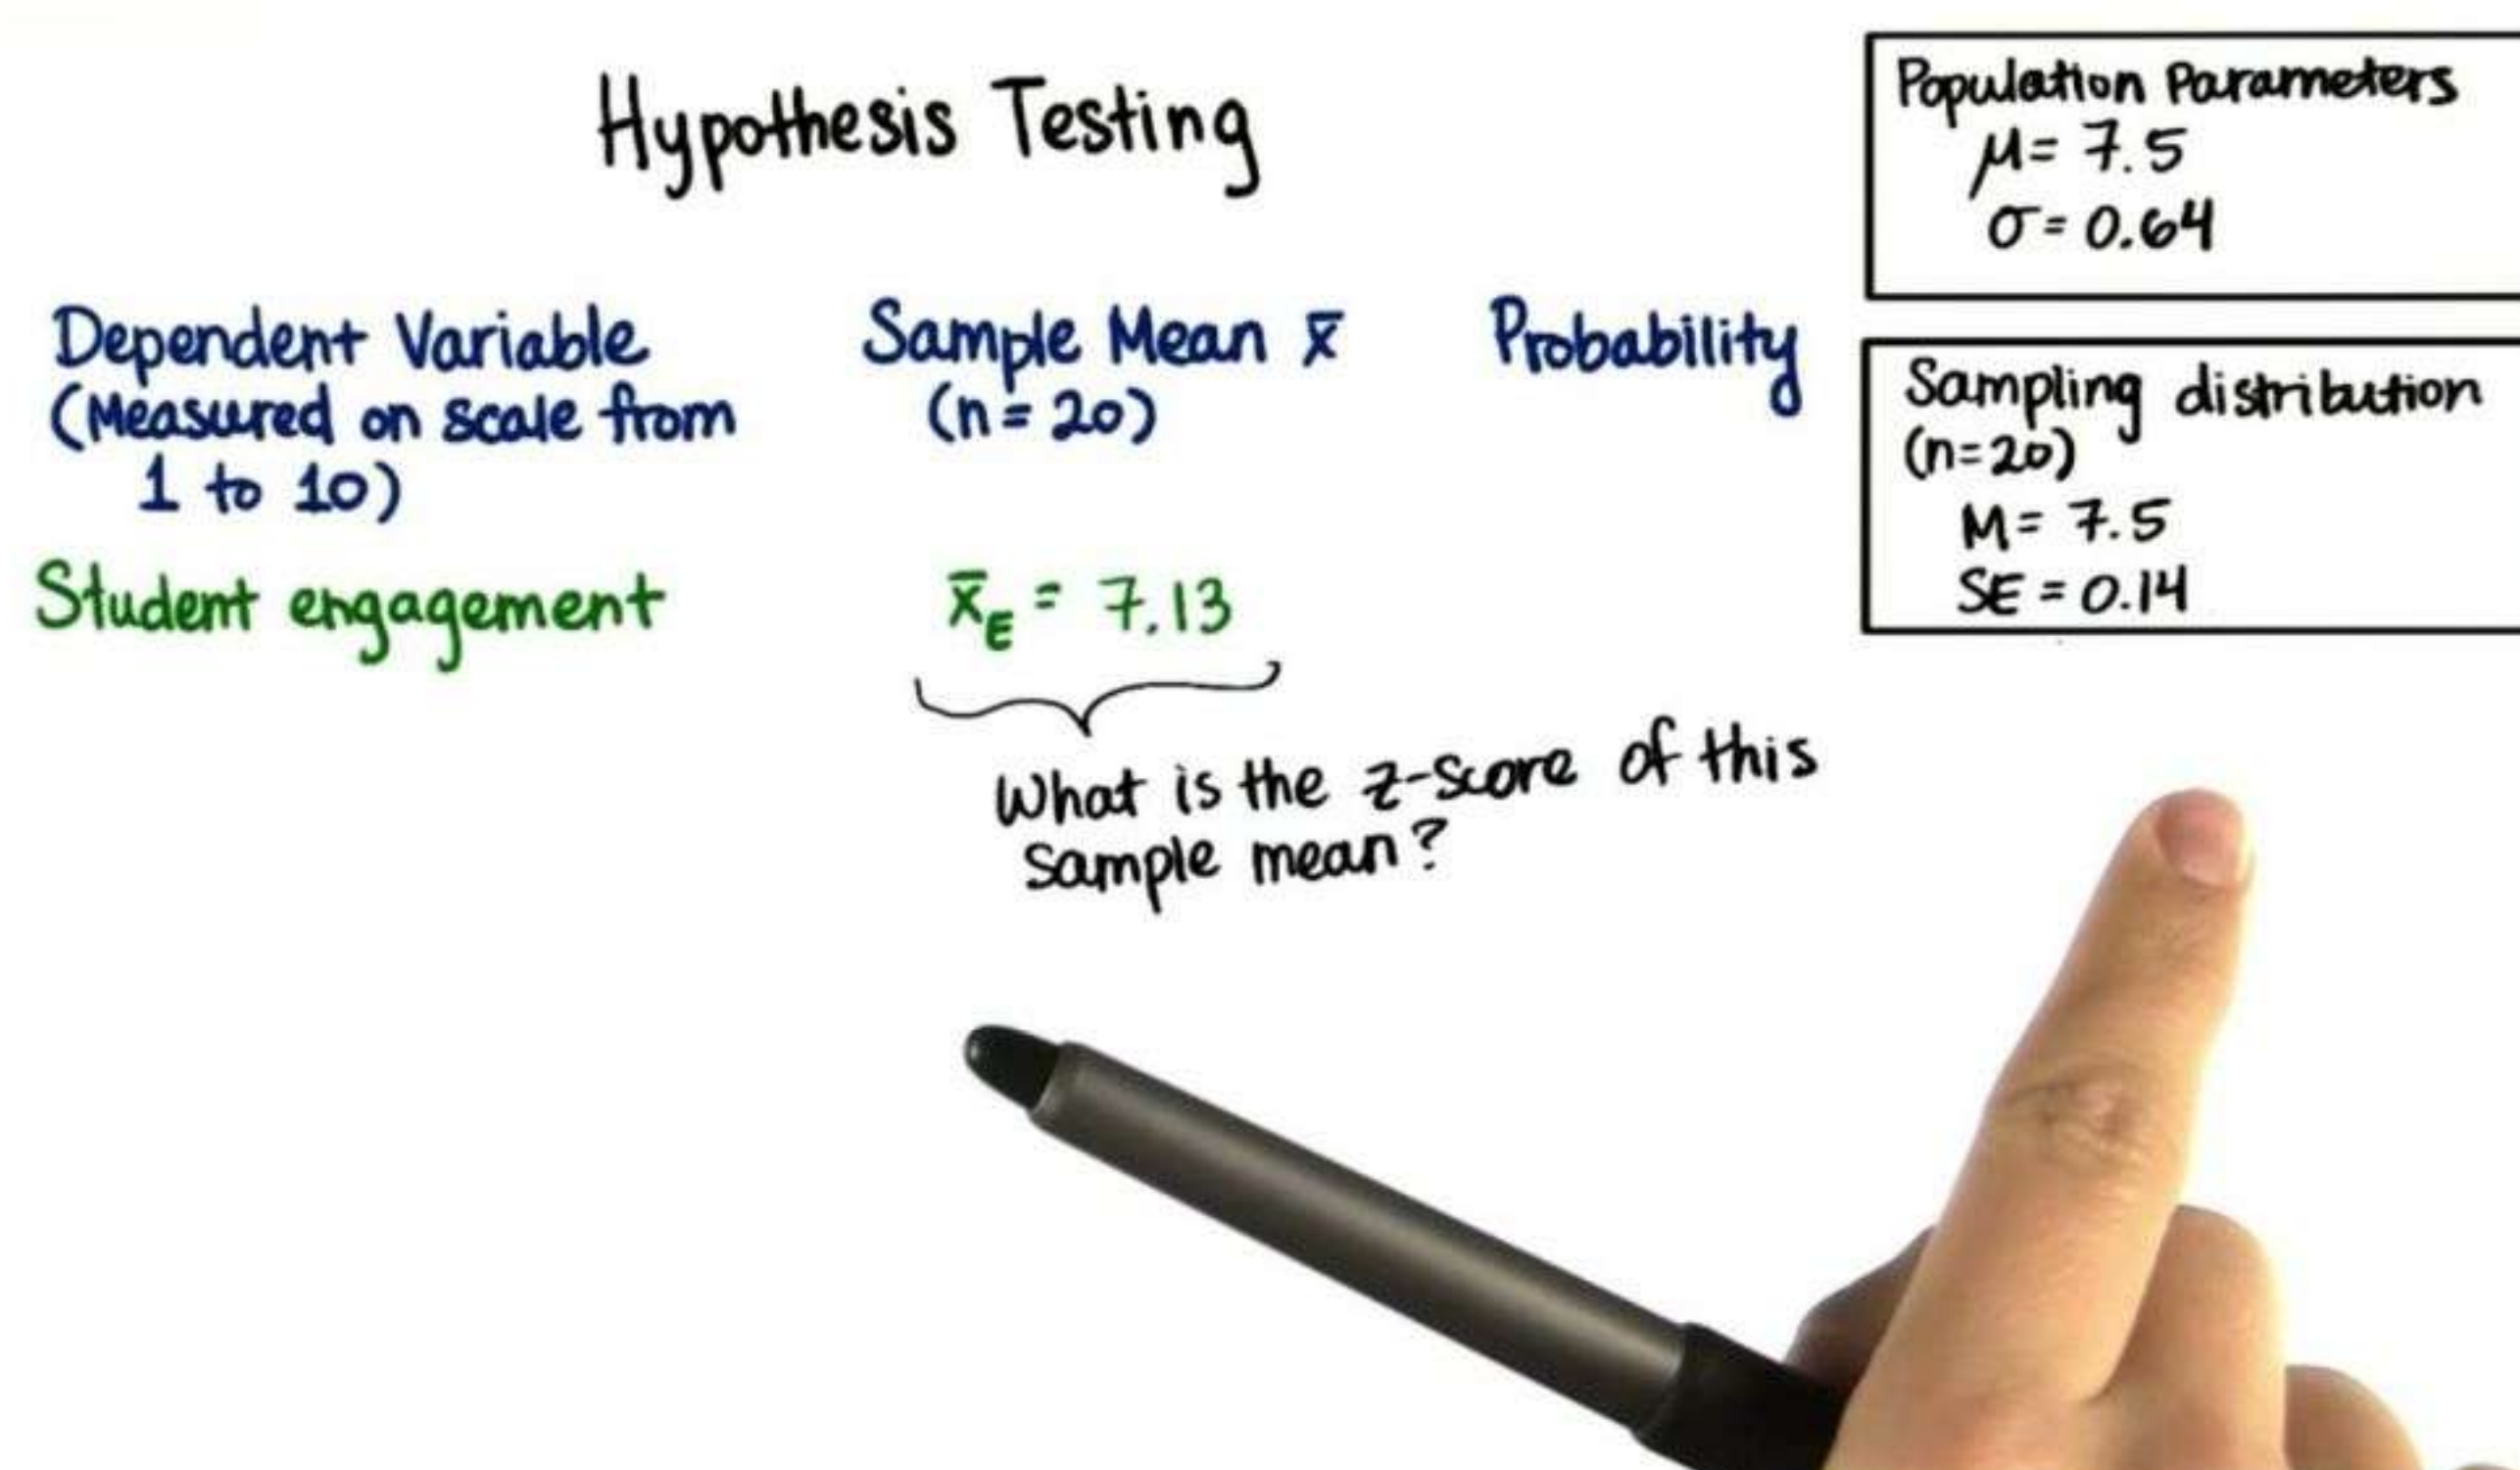 Hypothesis Testing
Population Parameters
μ = 7.5
σ = 0.64
Dependent Variable
(Measured on scale from
1 to 10)
Sample Mean x̄
(n = 20)
Probability
Sampling distribution
(n=20)
M = 7.5
SE = 0.14
Student engagement
x̄E = 7.13
What is the z-score of this
sample mean?